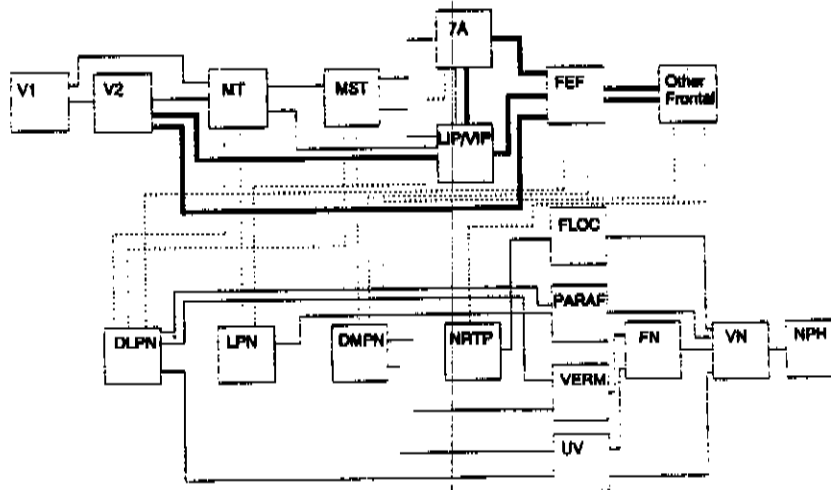 7A
V1
V2
MT
MST
FEF
Other
Frontal
LIP/VIP
FLOC
PARAF
DLPN
LPN
DMPN
NRTP
FN
VN
NPH
VERM
UV